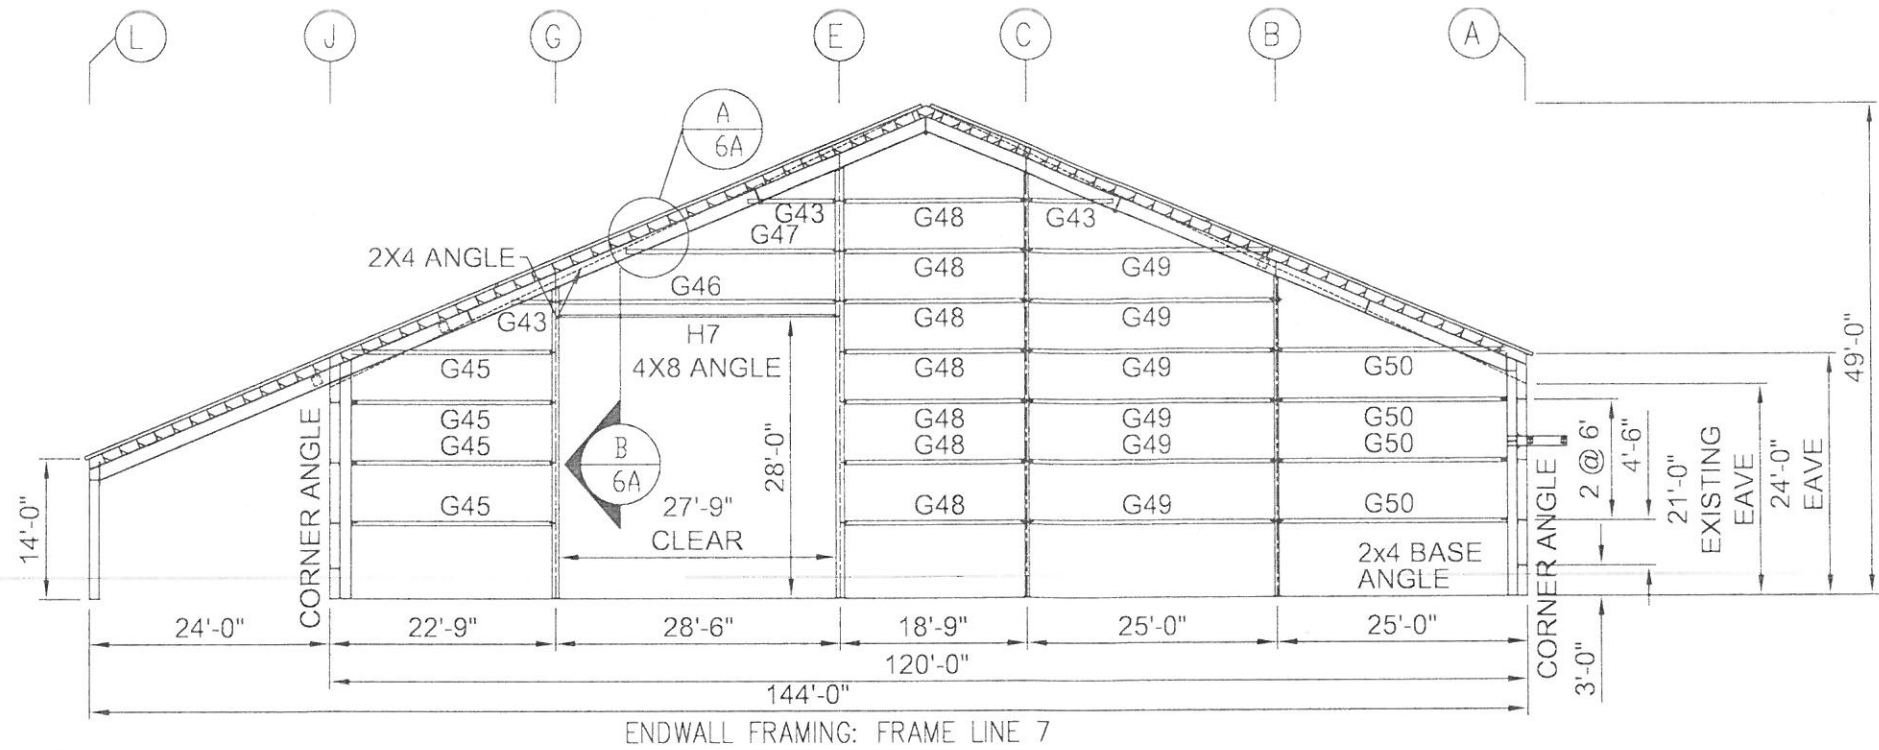 L
J
G
E
C
B
A
A
6A
2X4 ANGLE
G43
G48
G43
G47
G48
G49
G46
G43
H7
G48
G49
4X8 ANGLE
G45
G48
G49
G50
G45
G48
G49
G50
G45
G48
G49
G50
B
6A
G45
G48
G49
G50
27'-9"
CLEAR
28'-0"
2x4 BASE
ANGLE
14'-0"
CORNER ANGLE
CORNER ANGLE
2 @ 6'
4'-6"
3'-0"
21'-0"
EXISTING
EAVE
24'-0"
EAVE
49'-0"
24'-0"
22'-9"
28'-6"
18'-9"
25'-0"
25'-0"
120'-0"
144'-0"
ENDWALL FRAMING: FRAME LINE 7